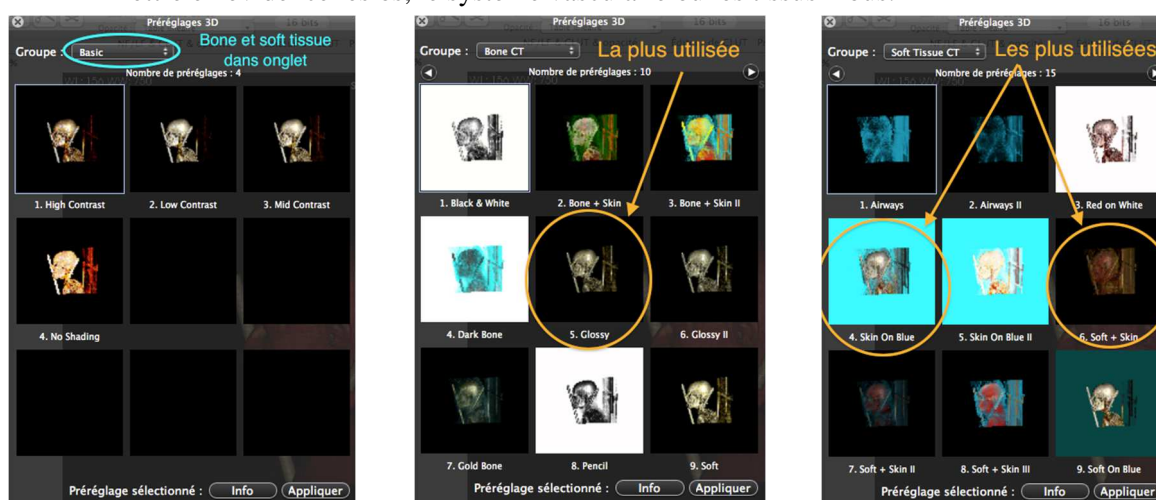 Préréglages 3D
16 bits
Groupe : Basic
Bone et soft tissue
dans onglet
Nombre de préréglages : 4
1. High Contrast
2. Low Contrast
3. Mid Contrast
4. No Shading
Préréglage sélectionné : Info Appliquer
Préréglages 3D
16 bits
Groupe : Bone CT
La plus utilisée
Nombre de préréglages : 10
1. Black & White
2. Bone + Skin
3. Bone + Skin II
4. Dark Bone
5. Glossy
6. Glossy II
7. Gold Bone
8. Pencil
9. Soft
Préréglage sélectionné : Info Appliquer
Préréglages 3D
16 bits
Groupe : Soft Tissue CT
Les plus utilisées
Nombre de préréglages : 15
1. Airways
2. Airways II
3. Red on White
4. Skin On Blue
5. Skin On Blue II
6. Soft + Skin
7. Soft + Skin II
8. Soft + Skin III
9. Soft On Blue
Préréglage sélectionné : Info Appliquer